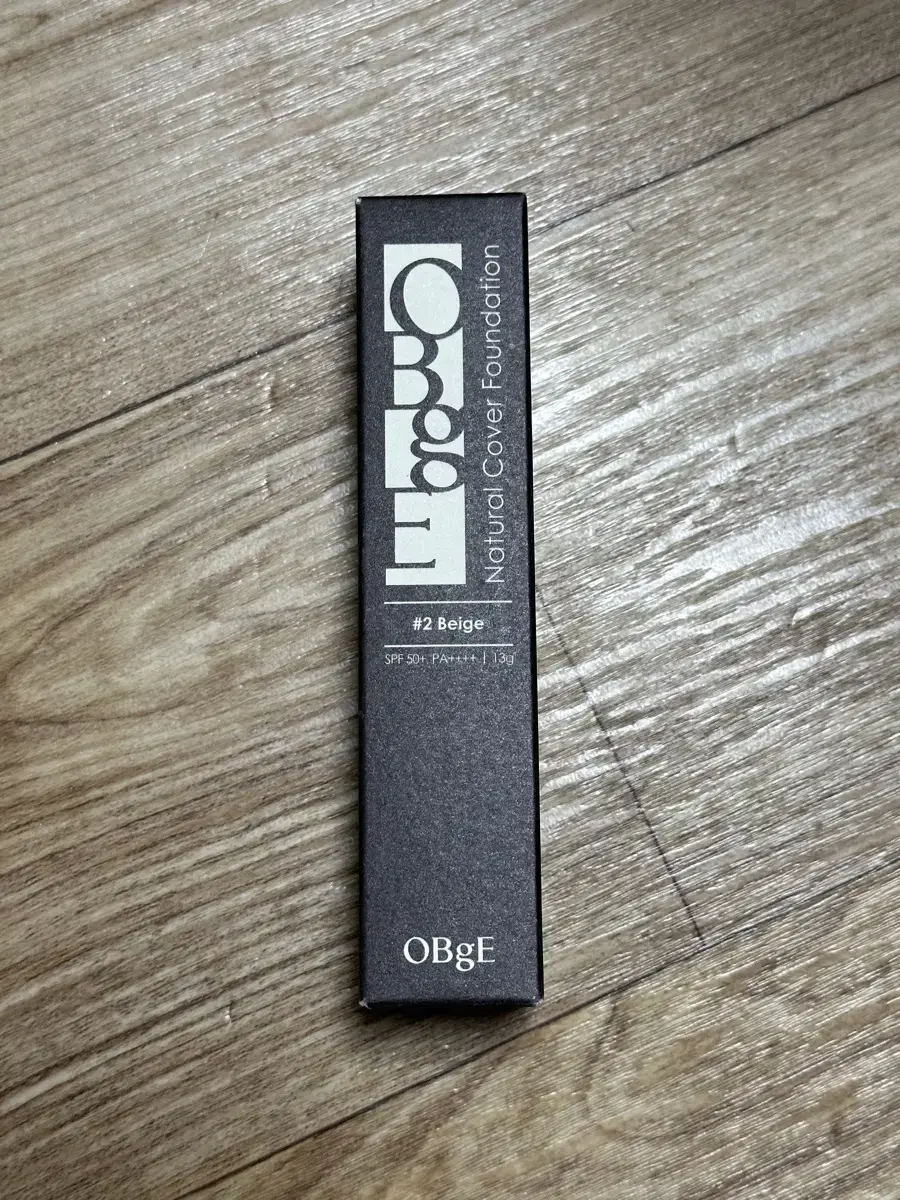 OBgE
Natural Cover Foundation
#2 Beige
SPF 50+, PA++++ | 13g
OBgE